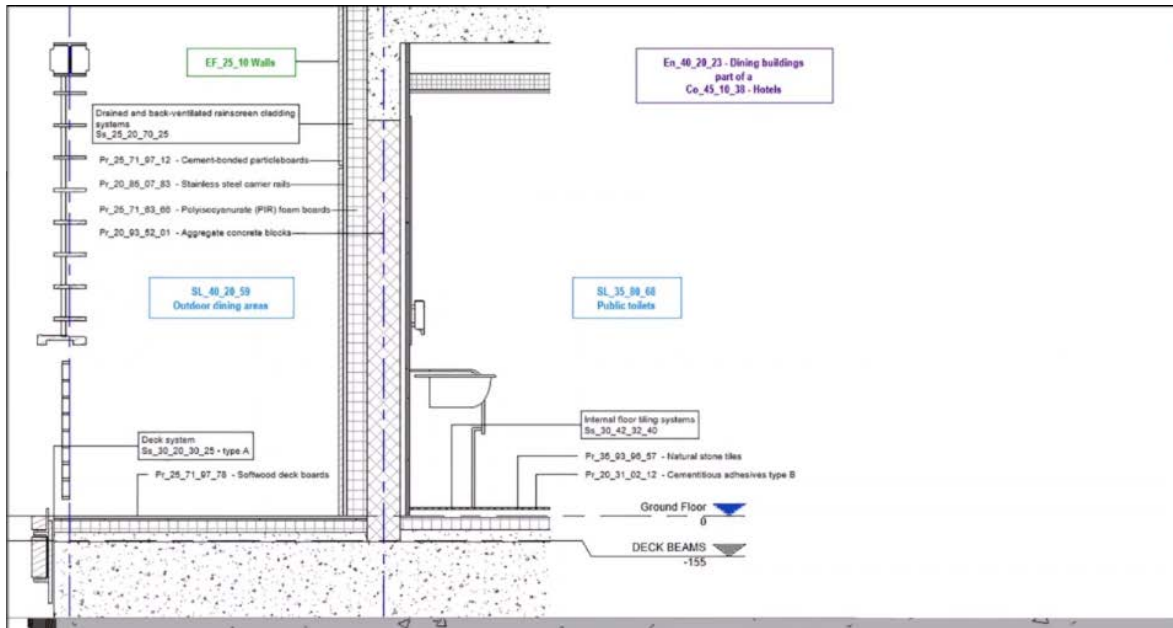 EF_25_10 Walls
En_40_20_23 - Dining buildings
part of a
Co_45_10_38 - Hotels
Drained and back-ventilated rainscreen cladding
systems
Ss_25_20_70_25
Pr_25_71_97_12 - Cement-bonded particleboards
Pr_20_85_07_83 - Stainless steel carrier rails
Pr_25_71_63_66 - Polyisocyanurate (PIR) foam boards
Pr_20_93_52_01 - Aggregate concrete blocks
SL_40_20_59
Outdoor dining areas
SL_35_80_68
Public toilets
Internal floor tiling systems
Ss_30_42_32_40
Deck system
Ss_30_20_30_25 - type A
Pr_35_93_96_57 - Natural stone tiles
Pr_25_71_97_78 - Softwood deck boards
Pr_20_31_02_12 - Cementitious adhesives type B
Ground Floor
0
DECK BEAMS
-155